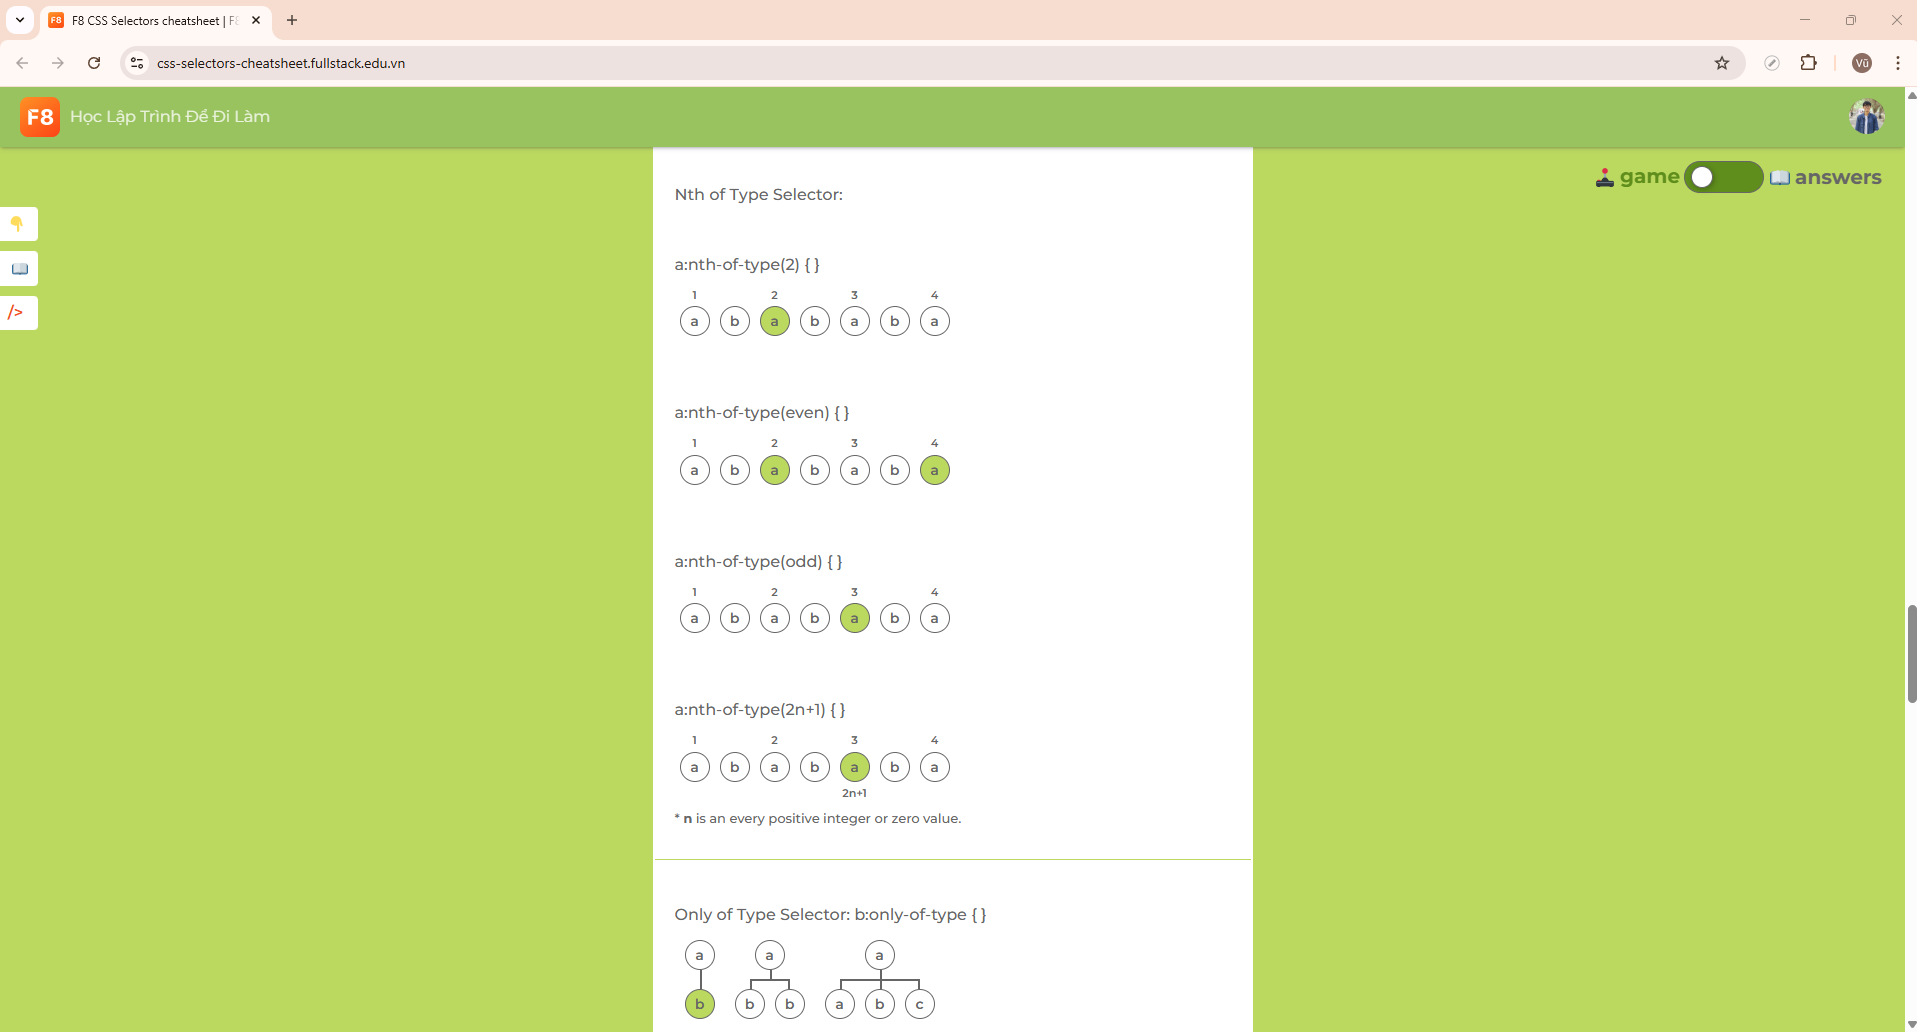 F8 F8 CSS Selectors cheatsheet | F8
css-selectors-cheatsheet.fullstack.edu.vn
Vũ
F8 Học Lập Trình Để Đi Làm
game answers
/>
Nth of Type Selector:
a:nth-of-type(2) { }
1 2 3 4
a b a b a b a
a:nth-of-type(even) { }
1 2 3 4
a b a b a b a
a:nth-of-type(odd) { }
1 2 3 4
a b a b a b a
a:nth-of-type(2n+1) { }
1 2 3 4
a b a b a b a
2n+1
* n is an every positive integer or zero value.
Only of Type Selector: b:only-of-type { }
a a a
b b b a b c